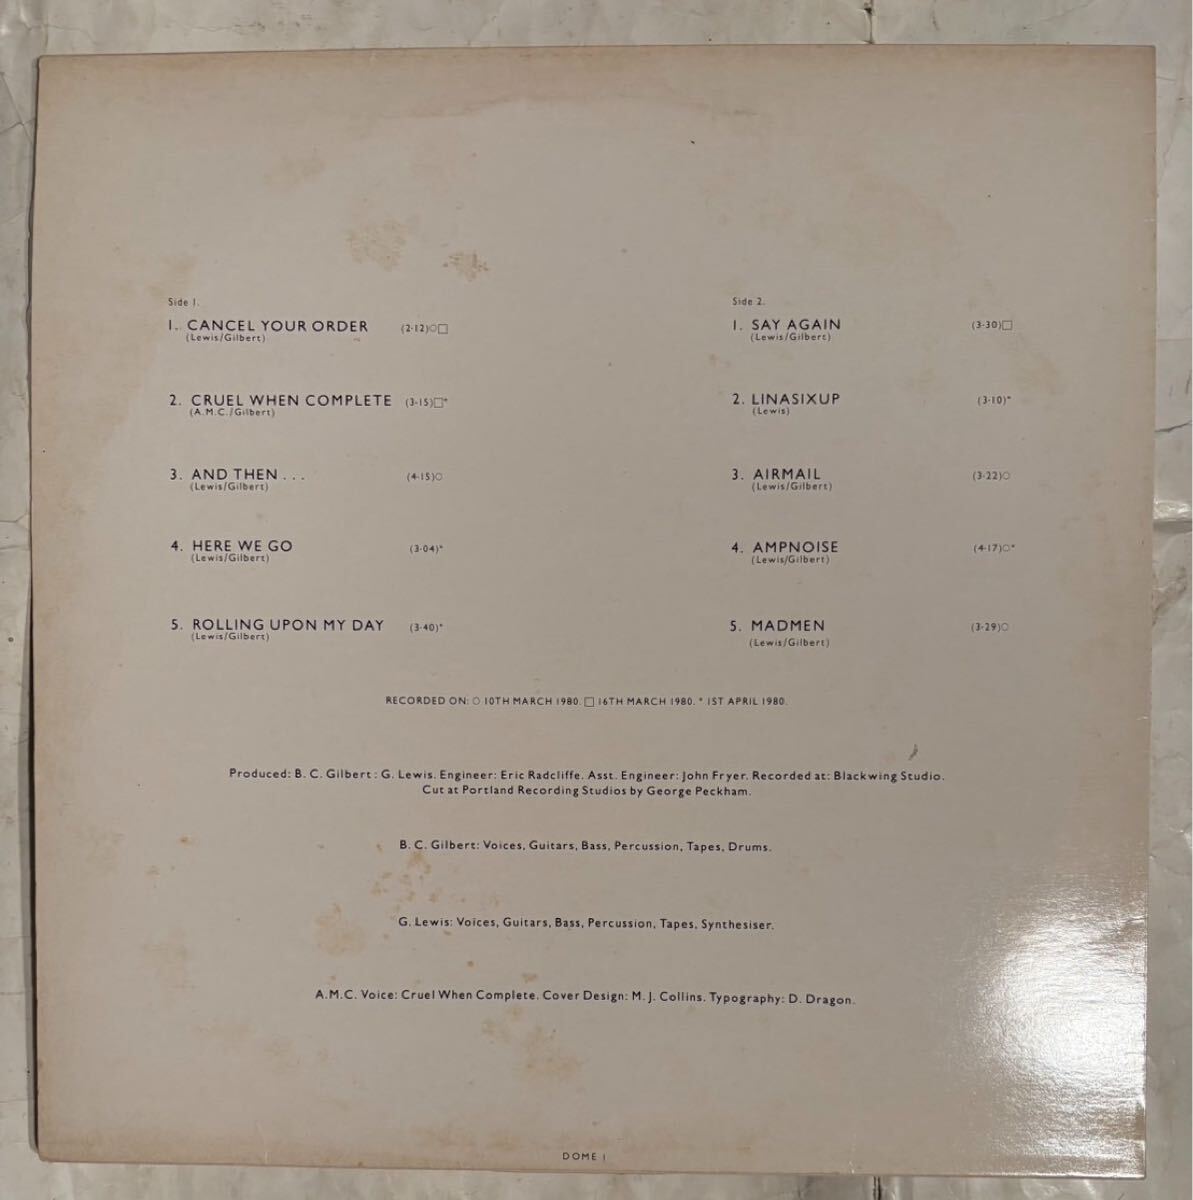 Side 1.
1. CANCEL YOUR ORDER (2·12)○□
(Lewis/Gilbert)
2. CRUEL WHEN COMPLETE (3·15)□*
(A.M.C./Gilbert)
3. AND THEN . . . (4·15)○
(Lewis/Gilbert)
4. HERE WE GO (3·04)*
(Lewis/Gilbert)
5. ROLLING UPON MY DAY (3·40)*
(Lewis/Gilbert)
Side 2.
1. SAY AGAIN (3·30)□
(Lewis/Gilbert)
2. LINASIXUP (3·10)*
(Lewis)
3. AIRMAIL (3·22)○
(Lewis/Gilbert)
4. AMPNOISE (4·17)○*
(Lewis/Gilbert)
5. MADMEN (3·29)○
(Lewis/Gilbert)
RECORDED ON: ○ 10TH MARCH 1980. □ 16TH MARCH 1980. * 1ST APRIL 1980.
Produced: B. C. Gilbert : G. Lewis. Engineer: Eric Radcliffe. Asst. Engineer: John Fryer. Recorded at: Blackwing Studio.
Cut at Portland Recording Studios by George Peckham.
B. C. Gilbert: Voices, Guitars, Bass, Percussion, Tapes, Drums.
G. Lewis: Voices, Guitars, Bass, Percussion, Tapes, Synthesiser.
A.M.C. Voice: Cruel When Complete. Cover Design: M. J. Collins. Typography: D. Dragon.
DOME 1